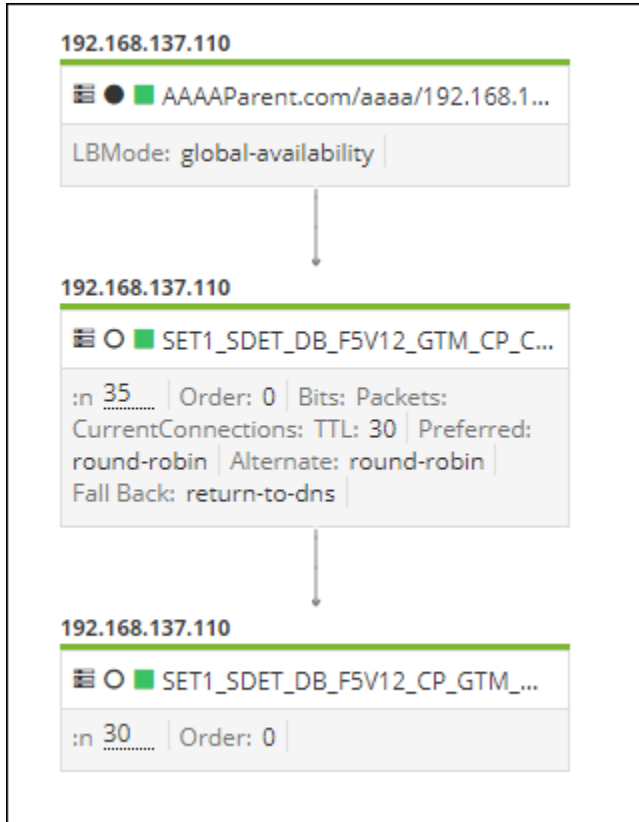 192.168.137.110
AAAAParent.com/aaaa/192.168.1...
LBMode: global-availability
192.168.137.110
SET1_SDET_DB_F5V12_GTM_CP_C...
:n 35 Order: 0 Bits: Packets:
CurrentConnections: TTL: 30 Preferred:
round-robin Alternate: round-robin
Fall Back: return-to-dns
192.168.137.110
SET1_SDET_DB_F5V12_CP_GTM_...
:n 30 Order: 0